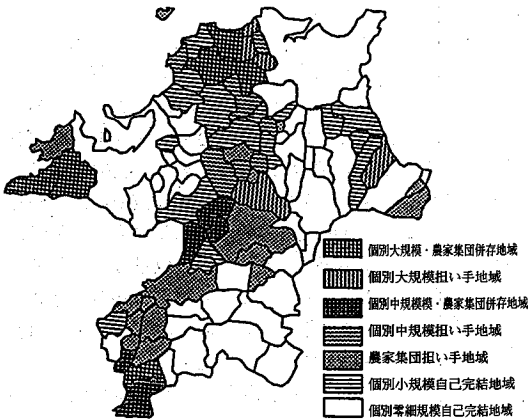 個別大規模・農家集団併存地域
個別大規模担い手地域
個別中規模模・農家集団併存地域
個別中規模担い手地域
農家集団担い手地域
個別小規模自己完結地域
個別零細規模自己完結地域